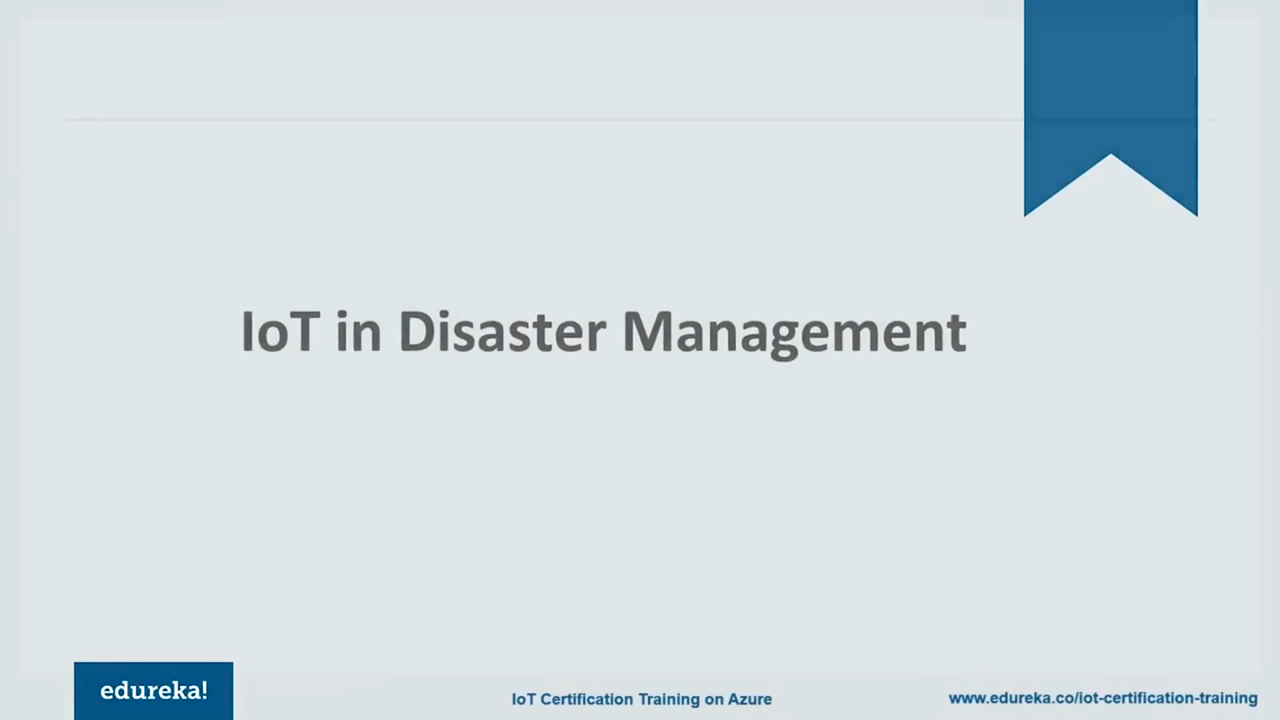 IoT in Disaster Management
edureka!
IoT Certification Training on Azure
www.edureka.co/iot-certification-training